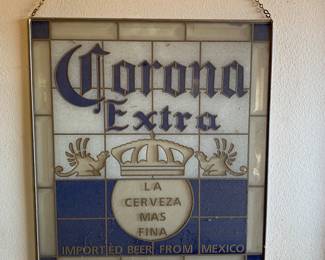 Corona
Extra
LA
CERVEZA
MAS
FINA
IMPORTED BEER FROM MEXICO